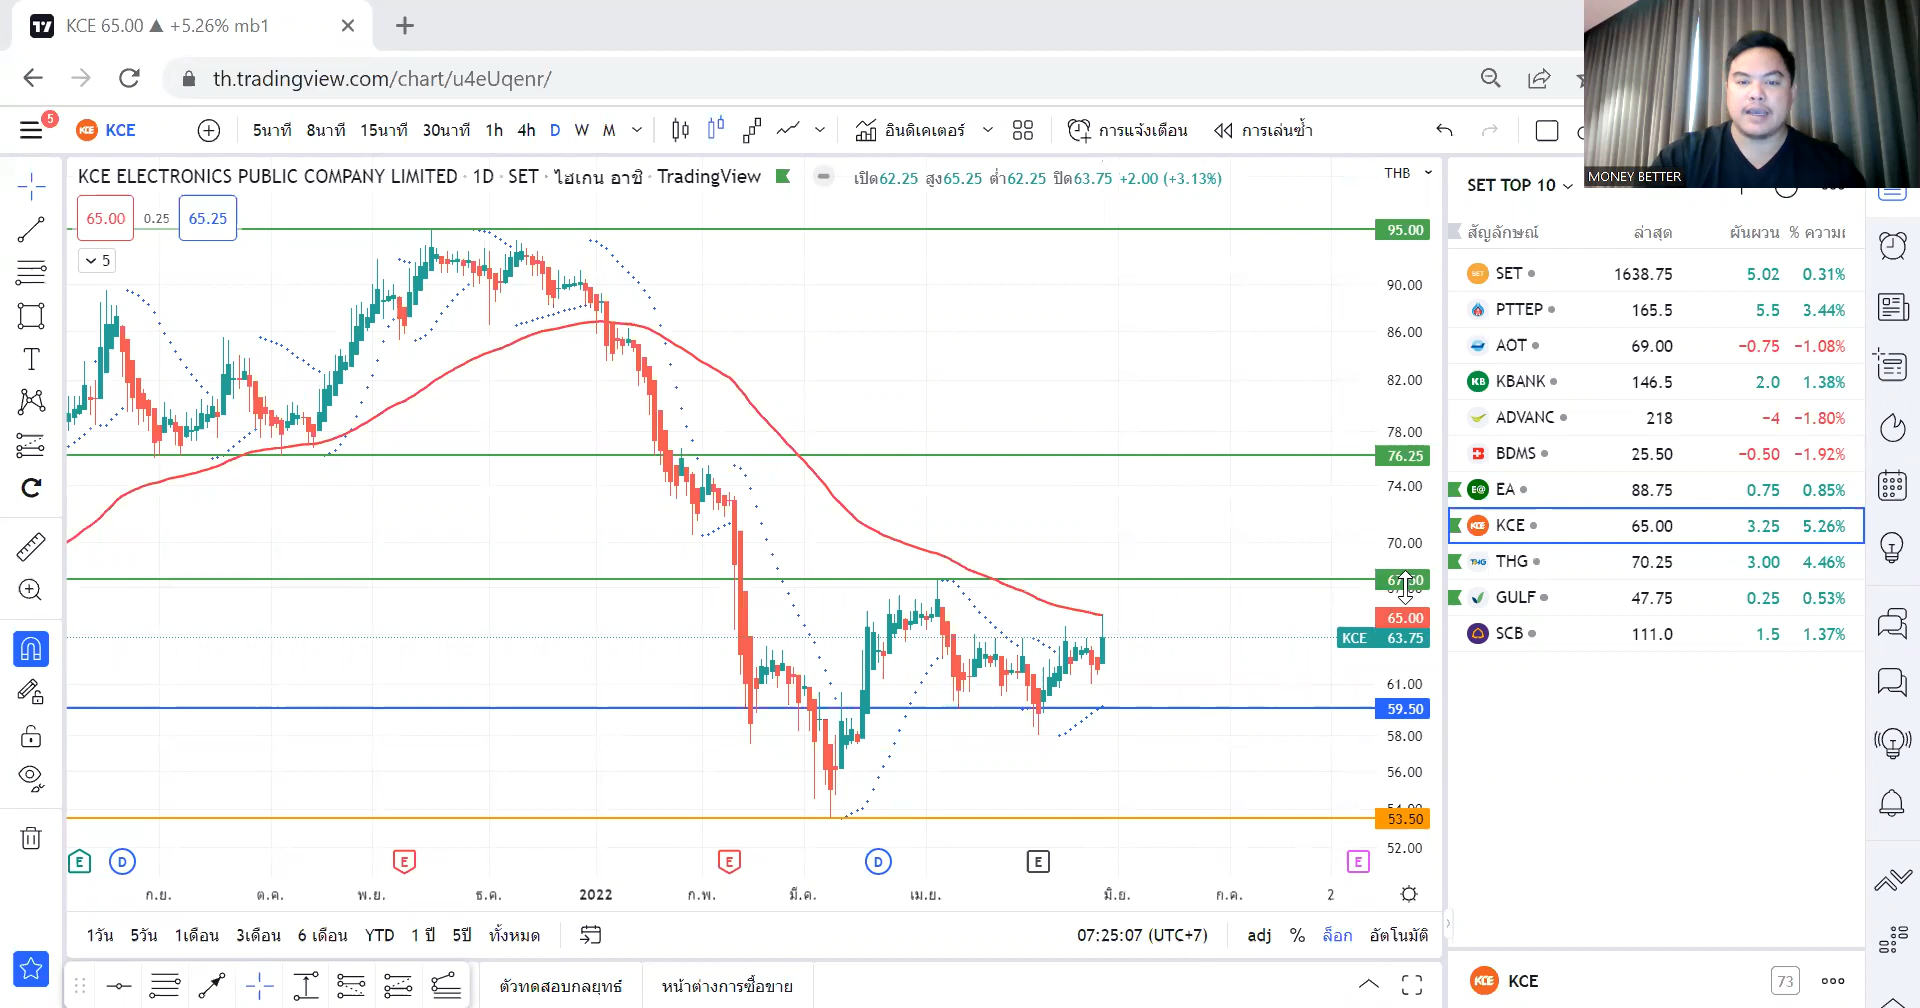 KCE 65.00 ▲ +5.26% mb1
th.tradingview.com/chart/u4eUqenr/
MONEY BETTER
5
KCE 5นาที 8นาที 15นาที 30นาที 1h 4h D W M อินดิเคเตอร์ การแจ้งเตือน การเล่นซ้ำ
KCE ELECTRONICS PUBLIC COMPANY LIMITED · 1D · SET · ไฮเกน อาชิ · TradingView เปิด62.25 สูง65.25 ต่ำ62.25 ปิด63.75 +2.00 (+3.13%)
THB
65.00 0.25 65.25
5
95.00
90.00
86.00
82.00
78.00
76.25
74.00
70.00
65.00
KCE 63.75
61.00
59.50
58.00
56.00
53.50
52.00
E D E E D E E
ก.ย. ต.ค. พ.ย. ธ.ค. 2022 ก.พ. มี.ค. เม.ย. มิ.ย. ก.ค. 2
1วัน 5วัน 1เดือน 3เดือน 6 เดือน YTD 1 ปี 5ปี ทั้งหมด 07:25:07 (UTC+7) adj % ล็อก อัตโนมัติ
ตัวทดสอบกลยุทธ์ หน้าต่างการซื้อขาย
SET TOP 10
สัญลักษณ์ ล่าสุด ผันผวน % ความเ
SET 1638.75 5.02 0.31%
PTTEP 165.5 5.5 3.44%
AOT 69.00 −0.75 −1.08%
KBANK 146.5 2.0 1.38%
ADVANC 218 −4 −1.80%
BDMS 25.50 −0.50 −1.92%
EA 88.75 0.75 0.85%
KCE 65.00 3.25 5.26%
THG 70.25 3.00 4.46%
GULF 47.75 0.25 0.53%
SCB 111.0 1.5 1.37%
KCE 73